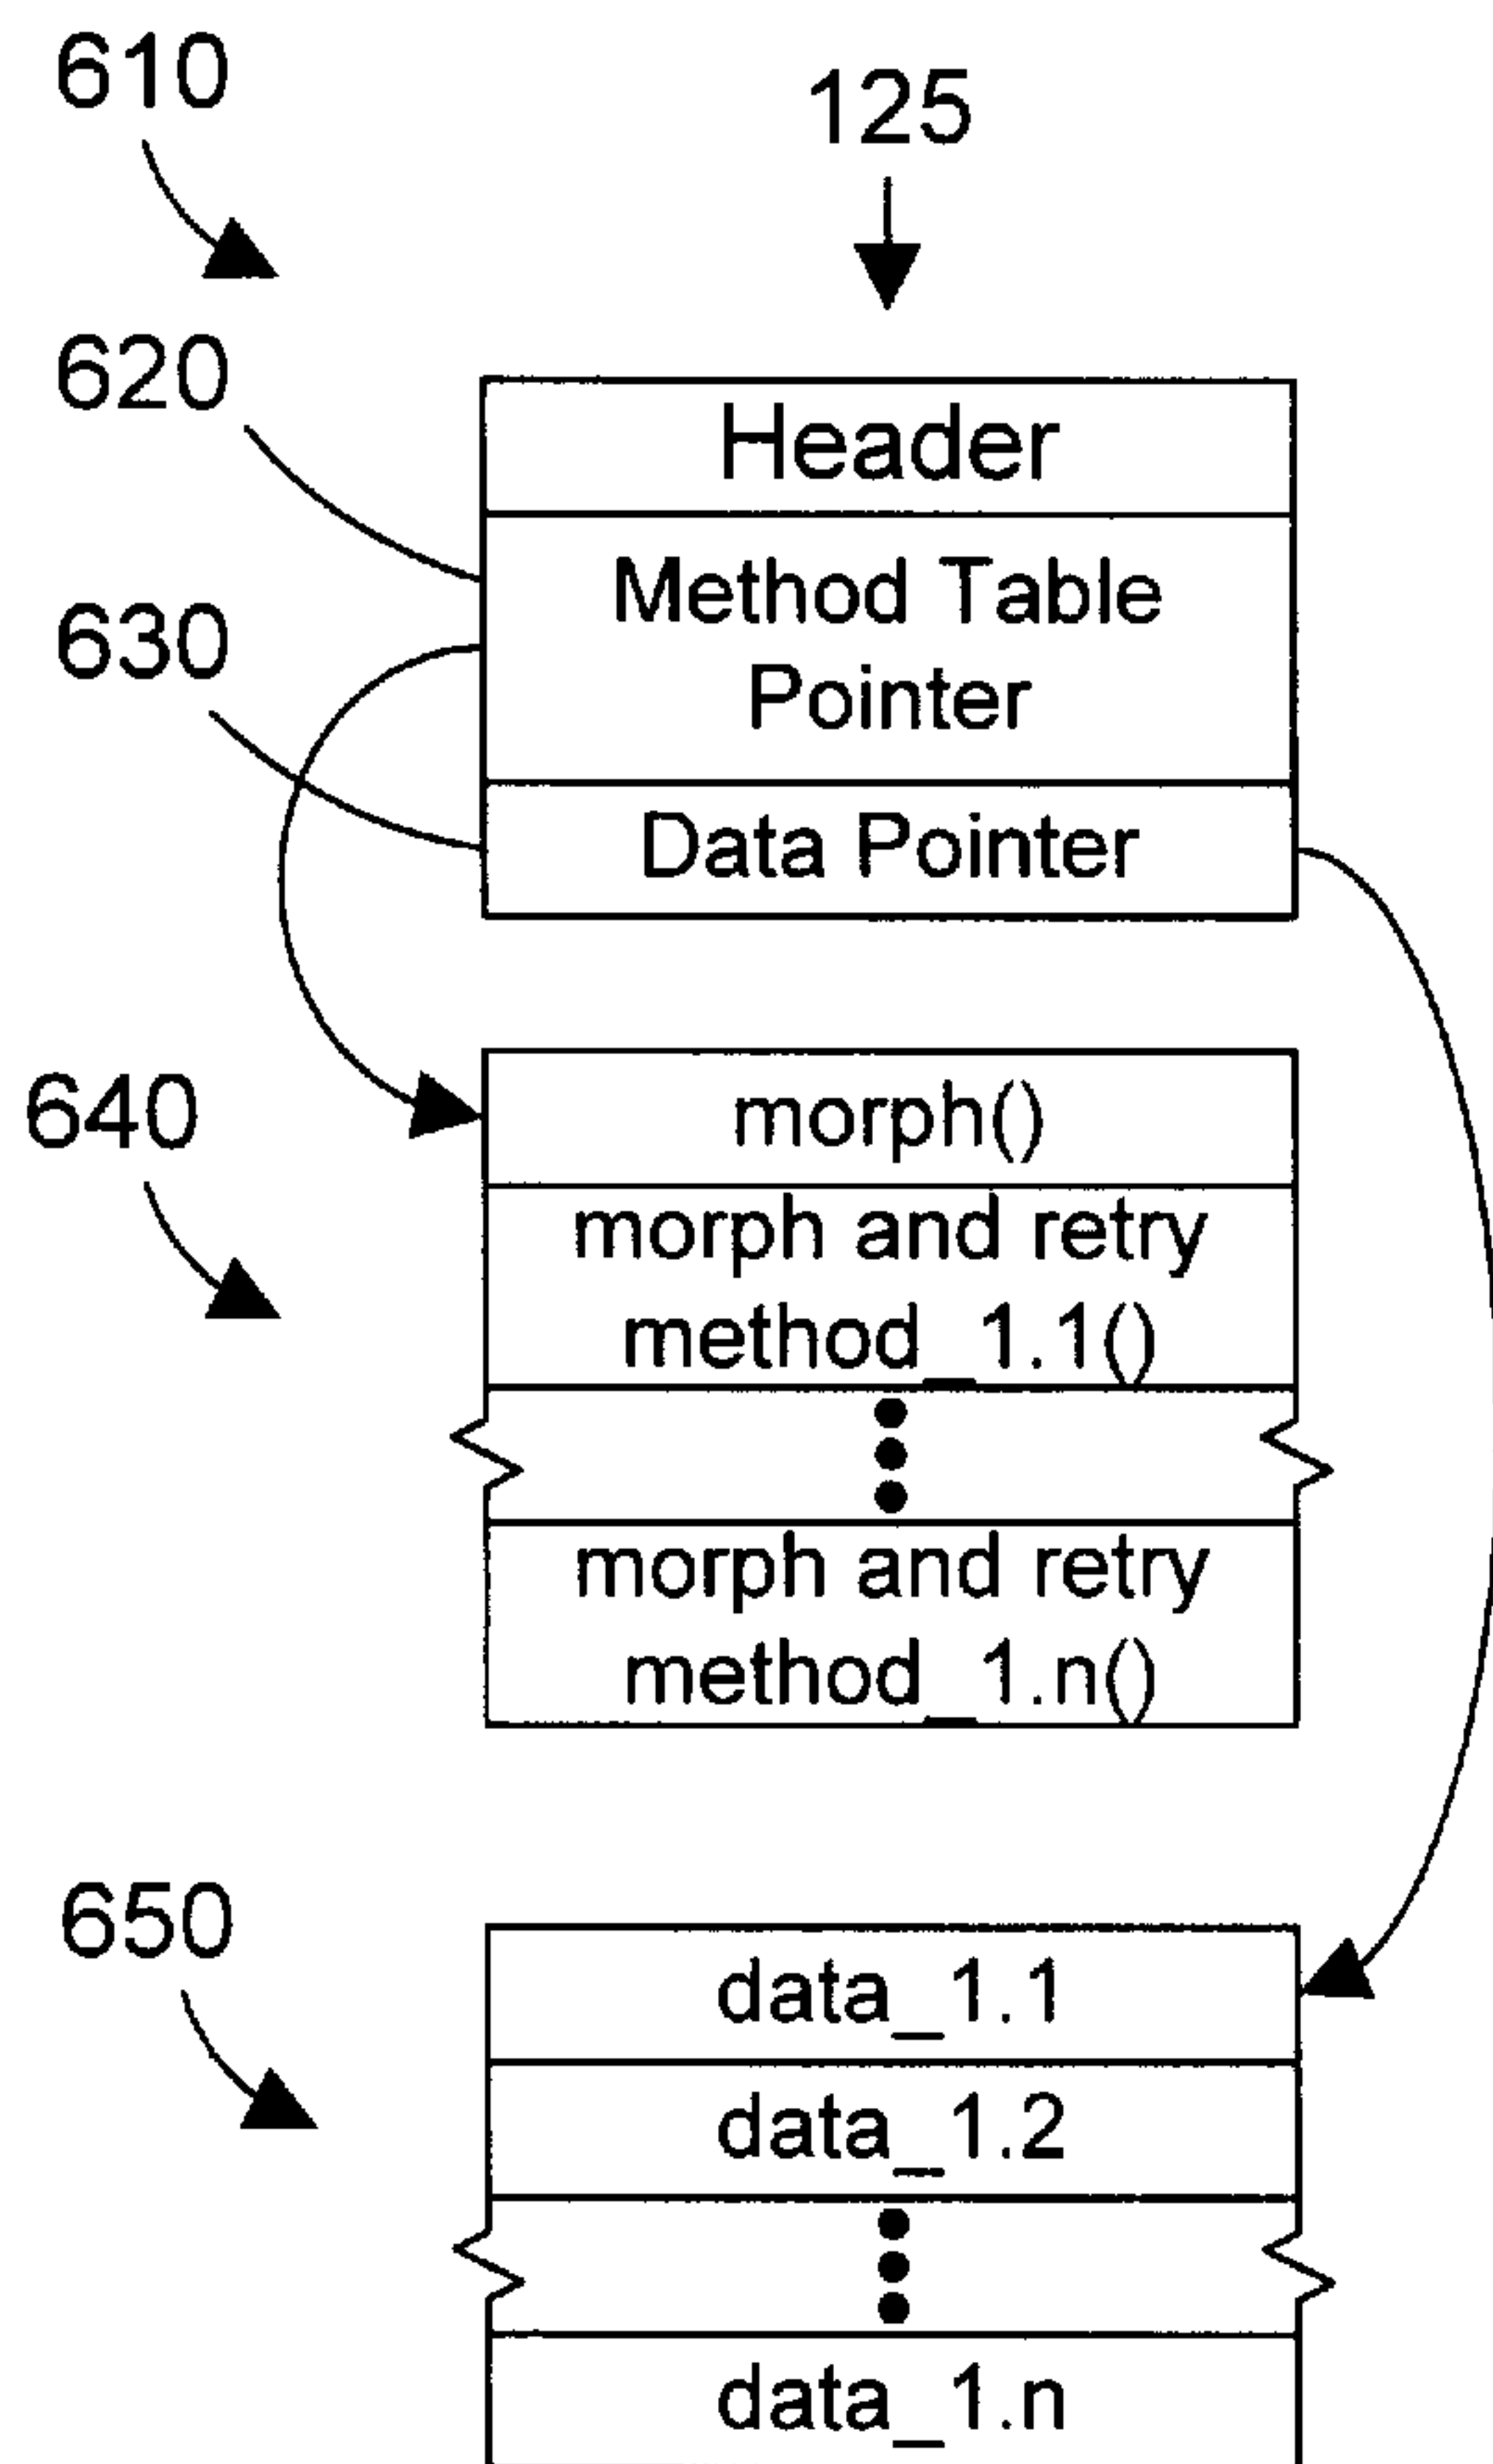 610
125
620
Header
Method Table
Pointer
630
Data Pointer
640
morph()
morph and retry
method_1.1()
morph and retry
method_1.n()
650
data_1.1
data_1.2
data_1.n